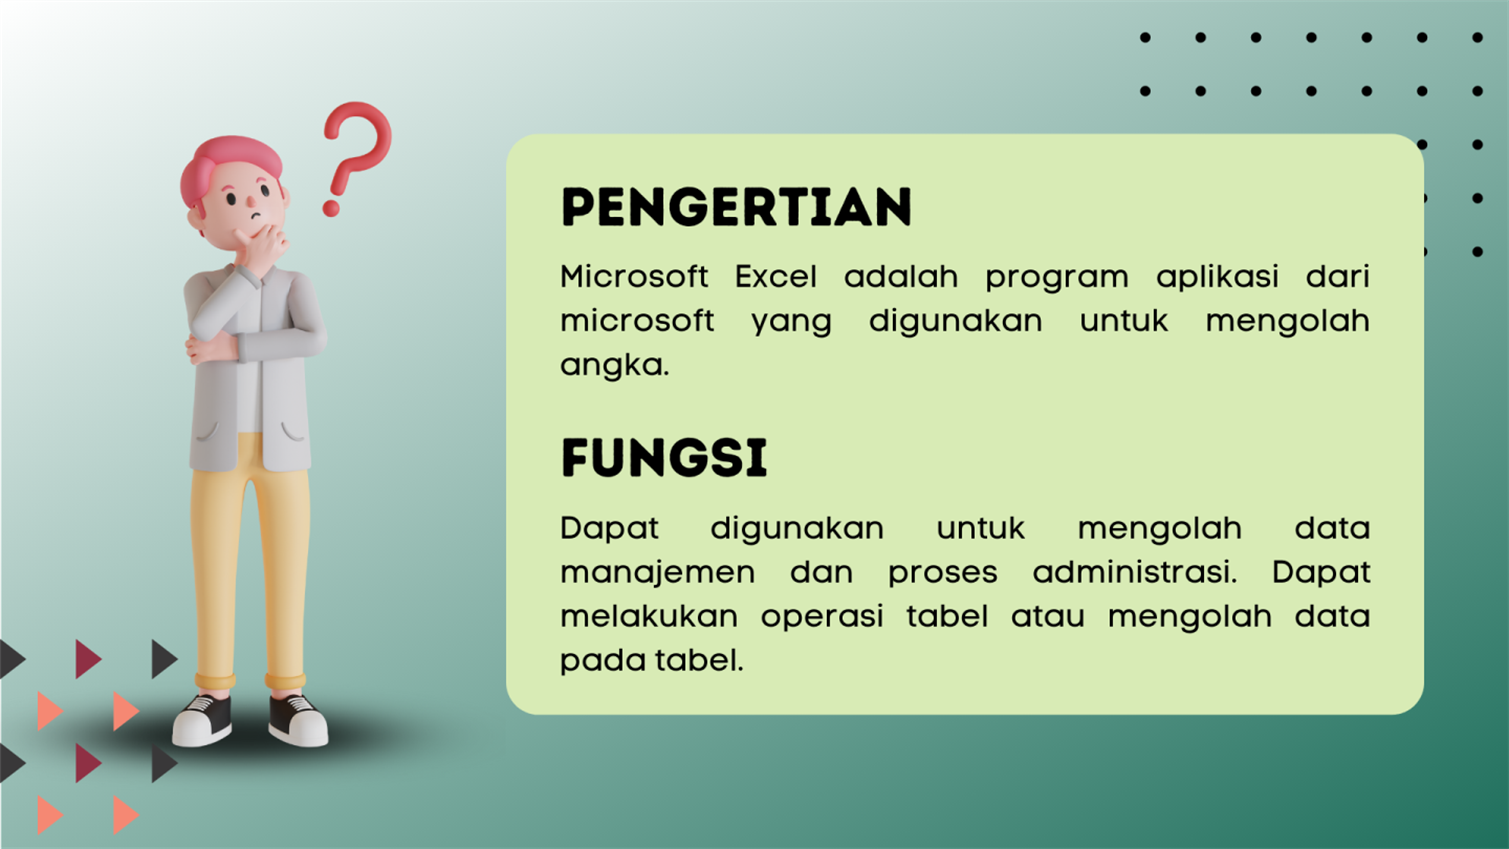 ?
PENGERTIAN
Microsoft Excel adalah program aplikasi dari
microsoft yang digunakan untuk mengolah
angka.
FUNGSI
Dapat digunakan untuk mengolah data
manajemen dan proses administrasi. Dapat
melakukan operasi tabel atau mengolah data
pada tabel.